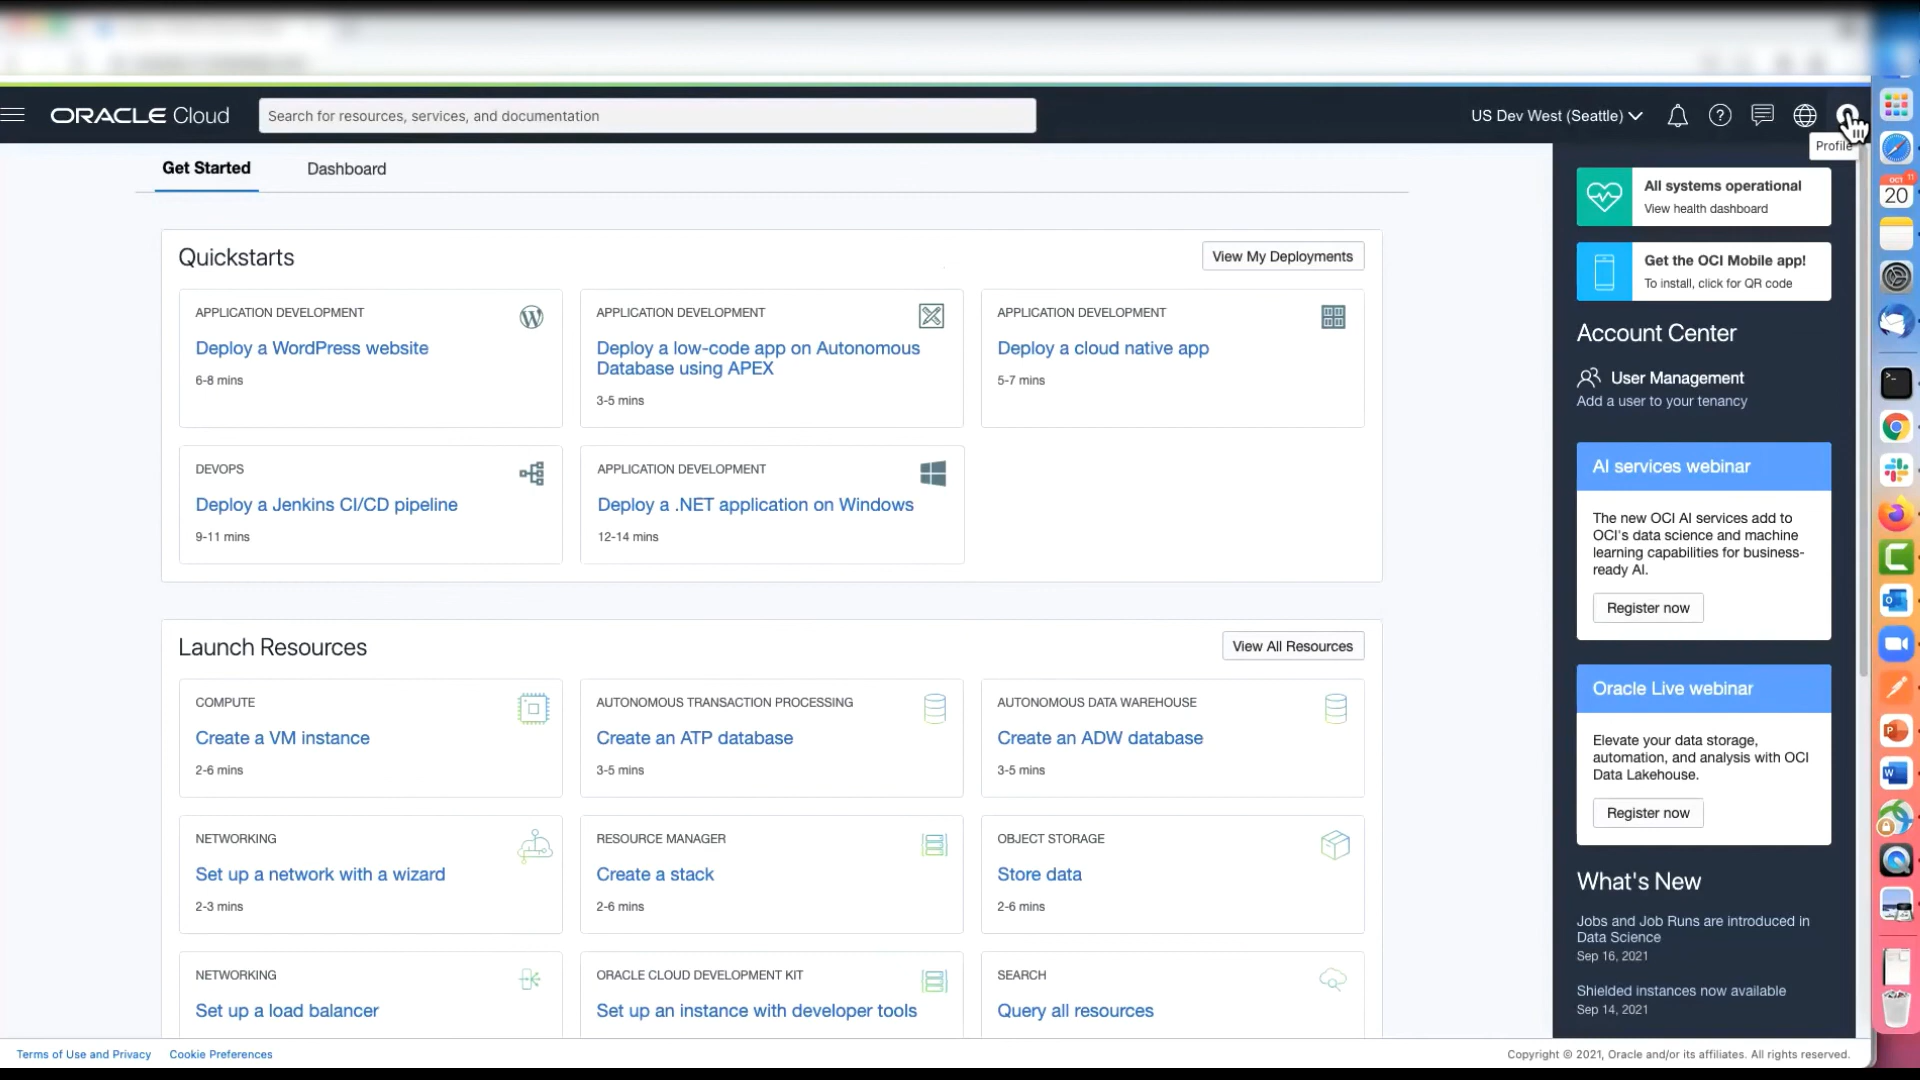 ORACLE Cloud
Search for resources, services, and documentation
US Dev West (Seattle)
Profile
Get Started
Dashboard
Quickstarts
View My Deployments
APPLICATION DEVELOPMENT
Deploy a WordPress website
6-8 mins
APPLICATION DEVELOPMENT
Deploy a low-code app on Autonomous
Database using APEX
3-5 mins
APPLICATION DEVELOPMENT
Deploy a cloud native app
5-7 mins
DEVOPS
Deploy a Jenkins CI/CD pipeline
9-11 mins
APPLICATION DEVELOPMENT
Deploy a .NET application on Windows
12-14 mins
Launch Resources
View All Resources
COMPUTE
Create a VM instance
2-6 mins
AUTONOMOUS TRANSACTION PROCESSING
Create an ATP database
3-5 mins
AUTONOMOUS DATA WAREHOUSE
Create an ADW database
3-5 mins
NETWORKING
Set up a network with a wizard
2-3 mins
RESOURCE MANAGER
Create a stack
2-6 mins
OBJECT STORAGE
Store data
2-6 mins
NETWORKING
Set up a load balancer
ORACLE CLOUD DEVELOPMENT KIT
Set up an instance with developer tools
SEARCH
Query all resources
All systems operational
View health dashboard
Get the OCI Mobile app!
To install, click for QR code
Account Center
User Management
Add a user to your tenancy
AI services webinar
The new OCI AI services add to
OCI's data science and machine
learning capabilities for business-
ready AI.
Register now
Oracle Live webinar
Elevate your data storage,
automation, and analysis with OCI
Data Lakehouse.
Register now
What's New
Jobs and Job Runs are introduced in
Data Science
Sep 16, 2021
Shielded instances now available
Sep 14, 2021
Terms of Use and Privacy
Cookie Preferences
Copyright © 2021, Oracle and/or its affiliates. All rights reserved.
OCT
11
20